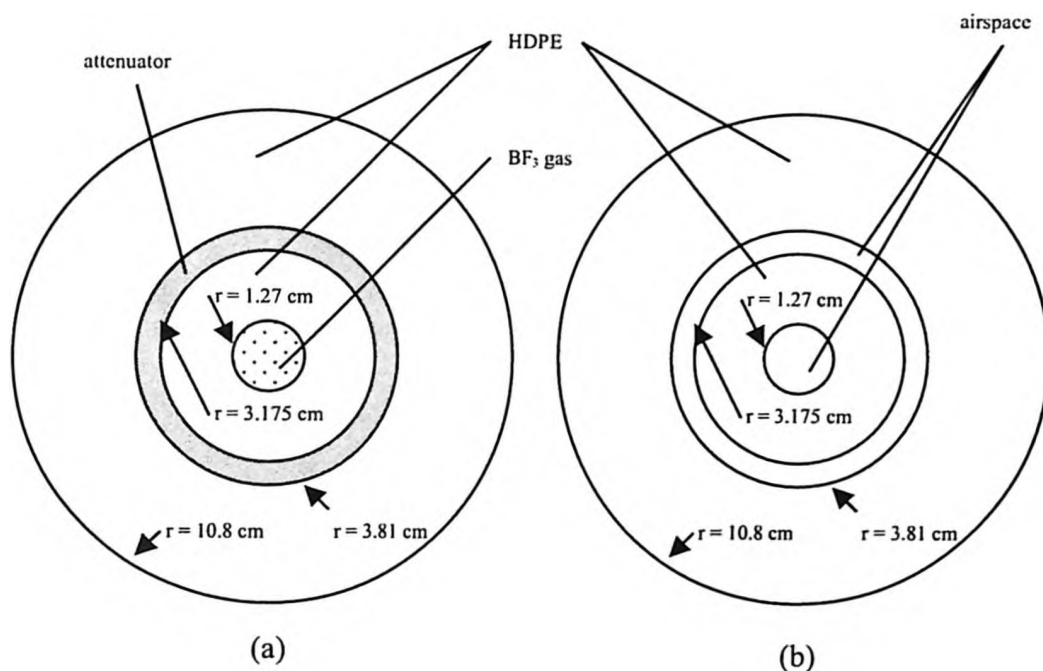 attenuator
HDPE
airspace
BF₃ gas
r = 1.27 cm
r = 3.175 cm
r = 10.8 cm
r = 3.81 cm
(a)
r = 1.27 cm
r = 3.175 cm
r = 10.8 cm
r = 3.81 cm
(b)